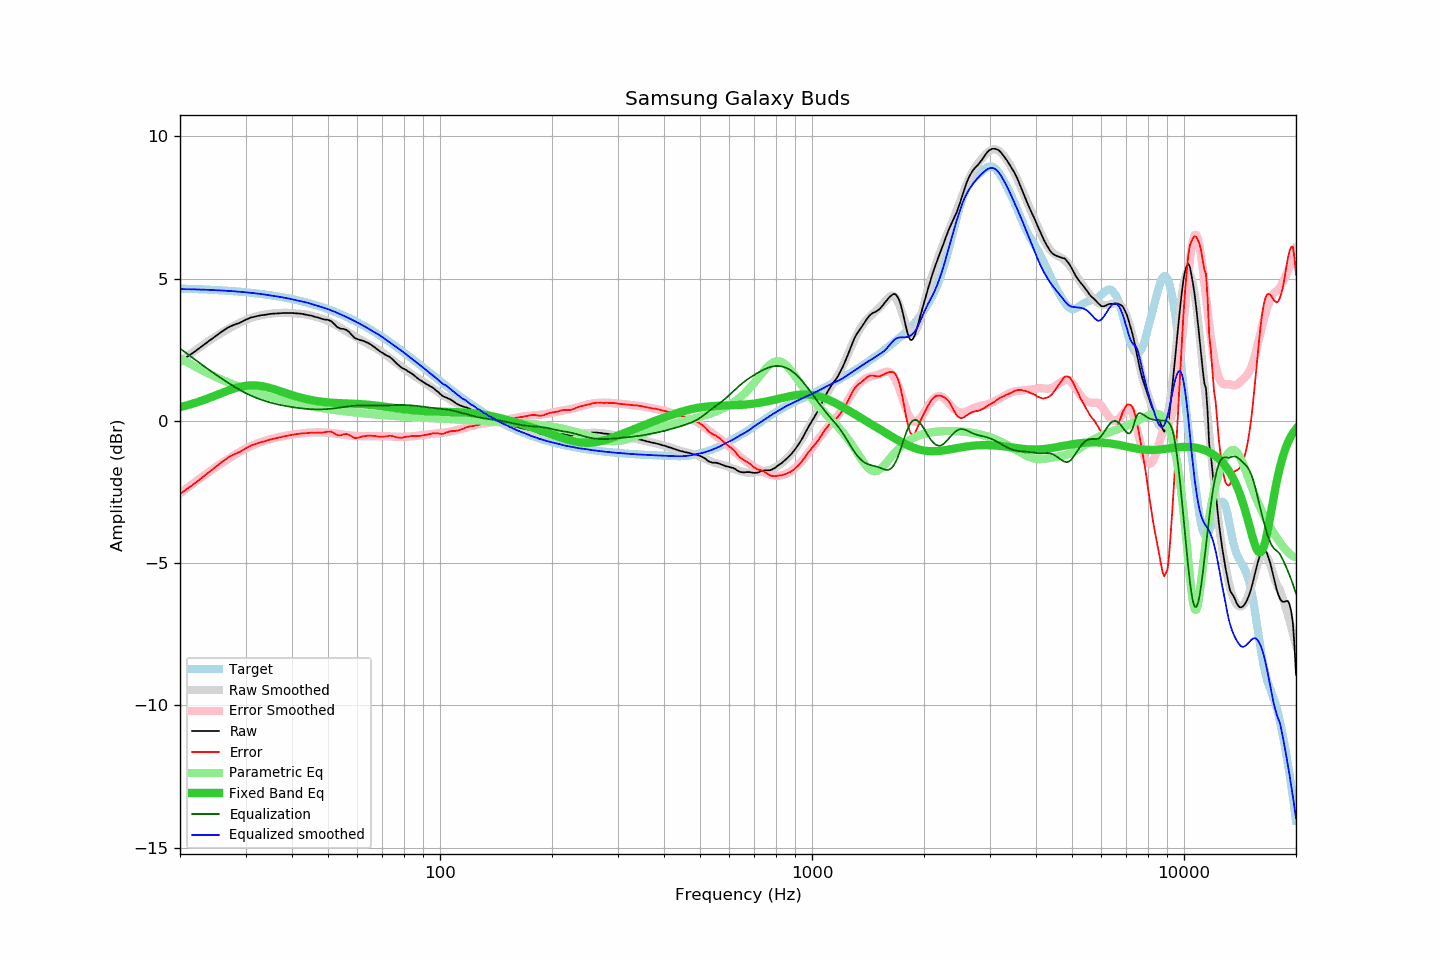 Samsung Galaxy Buds
Amplitude (dBr)
10
5
0
−5
−10
−15
Target
Raw Smoothed
Error Smoothed
Raw
Error
Parametric Eq
Fixed Band Eq
Equalization
Equalized smoothed
100
1000
10000
Frequency (Hz)